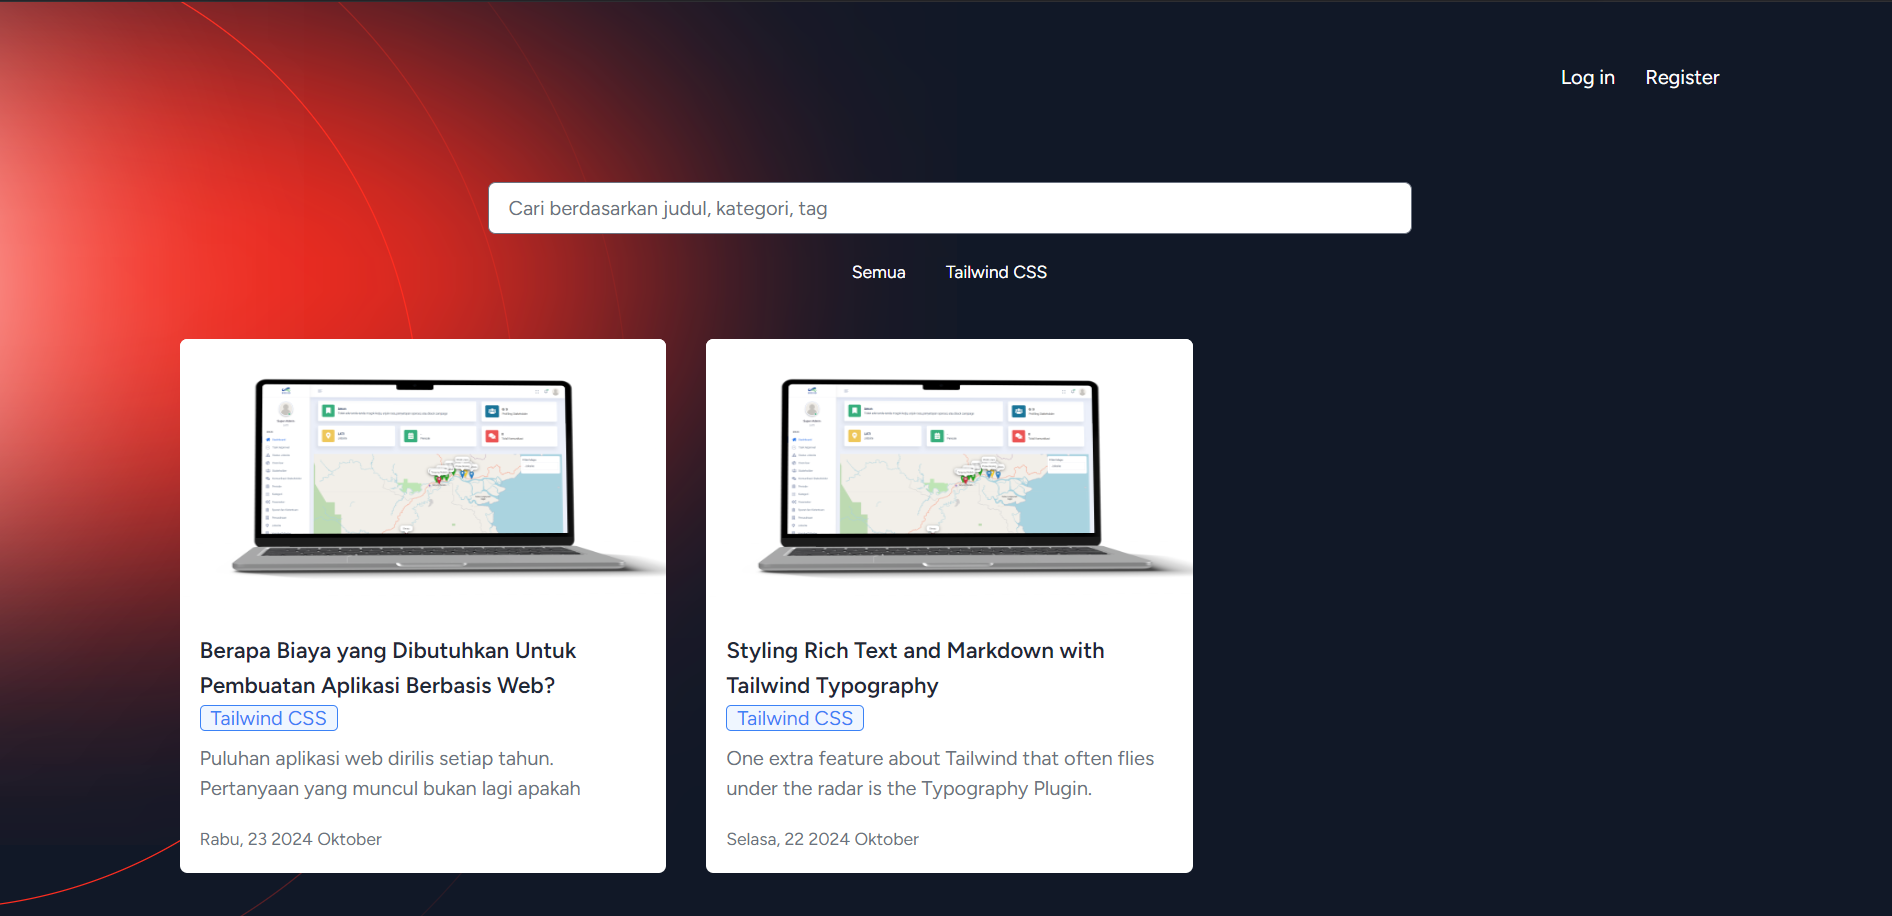 Log in Register
Cari berdasarkan judul, kategori, tag
Semua Tailwind CSS
Berapa Biaya yang Dibutuhkan Untuk
Pembuatan Aplikasi Berbasis Web?
Tailwind CSS
Puluhan aplikasi web dirilis setiap tahun.
Pertanyaan yang muncul bukan lagi apakah
Rabu, 23 2024 Oktober
Styling Rich Text and Markdown with
Tailwind Typography
Tailwind CSS
One extra feature about Tailwind that often flies
under the radar is the Typography Plugin.
Selasa, 22 2024 Oktober